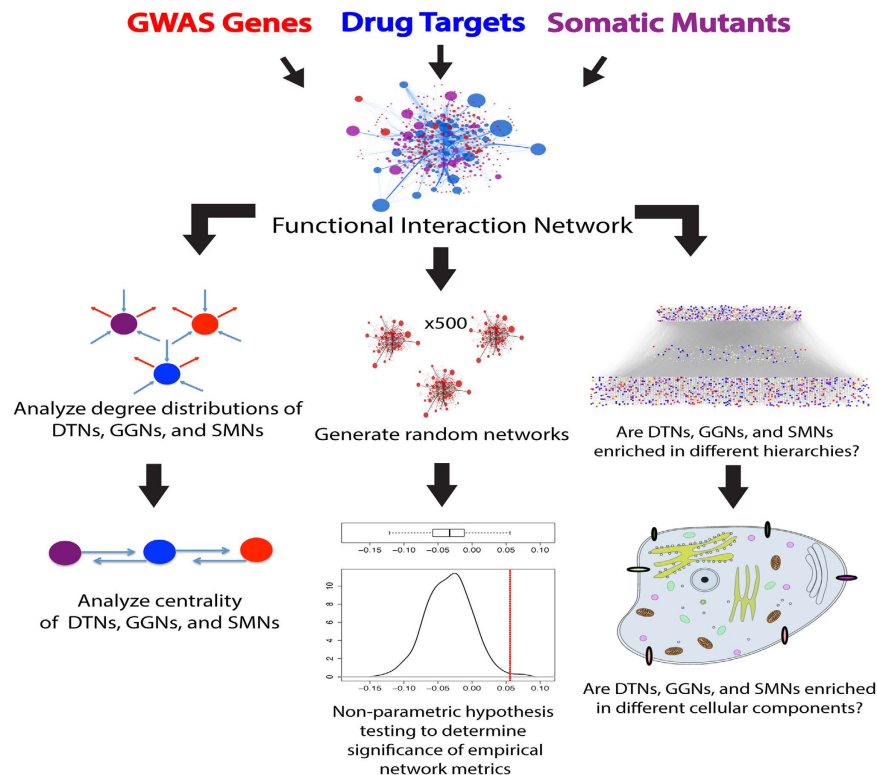 GWAS Genes
Drug Targets
Somatic Mutants
Functional Interaction Network
Analyze degree distributions of
DTNs, GGNs, and SMNs
x500
Generate random networks
Are DTNs, GGNs, and SMNs
enriched in different hierarchies?
Analyze centrality
of DTNs, GGNs, and SMNs
-0.15 -0.10 -0.05 0.00 0.05 0.10
10
8
6
4
2
0
-0.15 -0.10 -0.05 0.00 0.05 0.10
Non-parametric hypothesis
testing to determine
significance of empirical
network metrics
Are DTNs, GGNs, and SMNs enriched
in different cellular components?